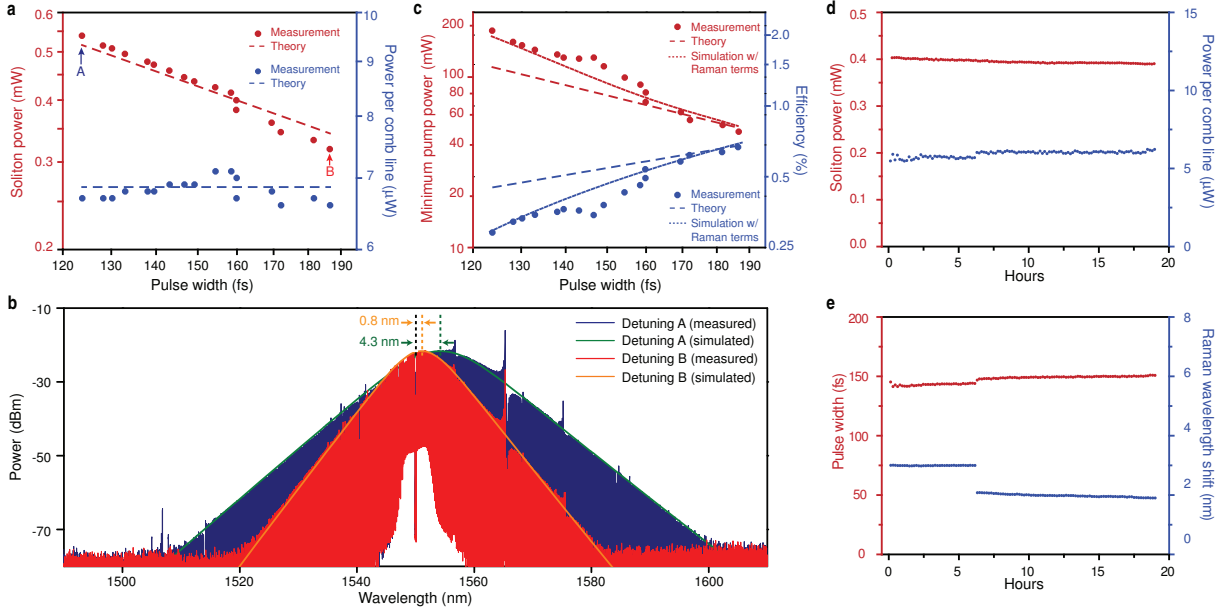 a
Soliton power (mW)
0.6
0.5
0.4
0.3
0.2
10
9
8
7
6
Power per comb line (μW)
Measurement
Theory
Measurement
Theory
A
B
120
130
140
150
160
170
180
190
Pulse width (fs)
c
Minimum pump power (mW)
200
100
80
60
40
20
10
2.0
1.5
1.0
0.5
0.25
Efficiency (%)
Measurement
Theory
Simulation w/
Raman terms
Measurement
Theory
Simulation w/
Raman terms
120
130
140
150
160
170
180
190
Pulse width (fs)
d
Soliton power (mW)
0.5
0.4
0.3
0.2
0.1
0.0
15
10
5
0
Power per comb line (μW)
0
5
10
15
20
Hours
b
Power (dBm)
-10
-30
-50
-70
0.8 nm
4.3 nm
Detuning A (measured)
Detuning A (simulated)
Detuning B (measured)
Detuning B (simulated)
1500
1520
1540
1560
1580
1600
Wavelength (nm)
e
Pulse width (fs)
200
150
100
50
0
8
6
4
2
0
Raman wavelength shift (nm)
0
5
10
15
20
Hours